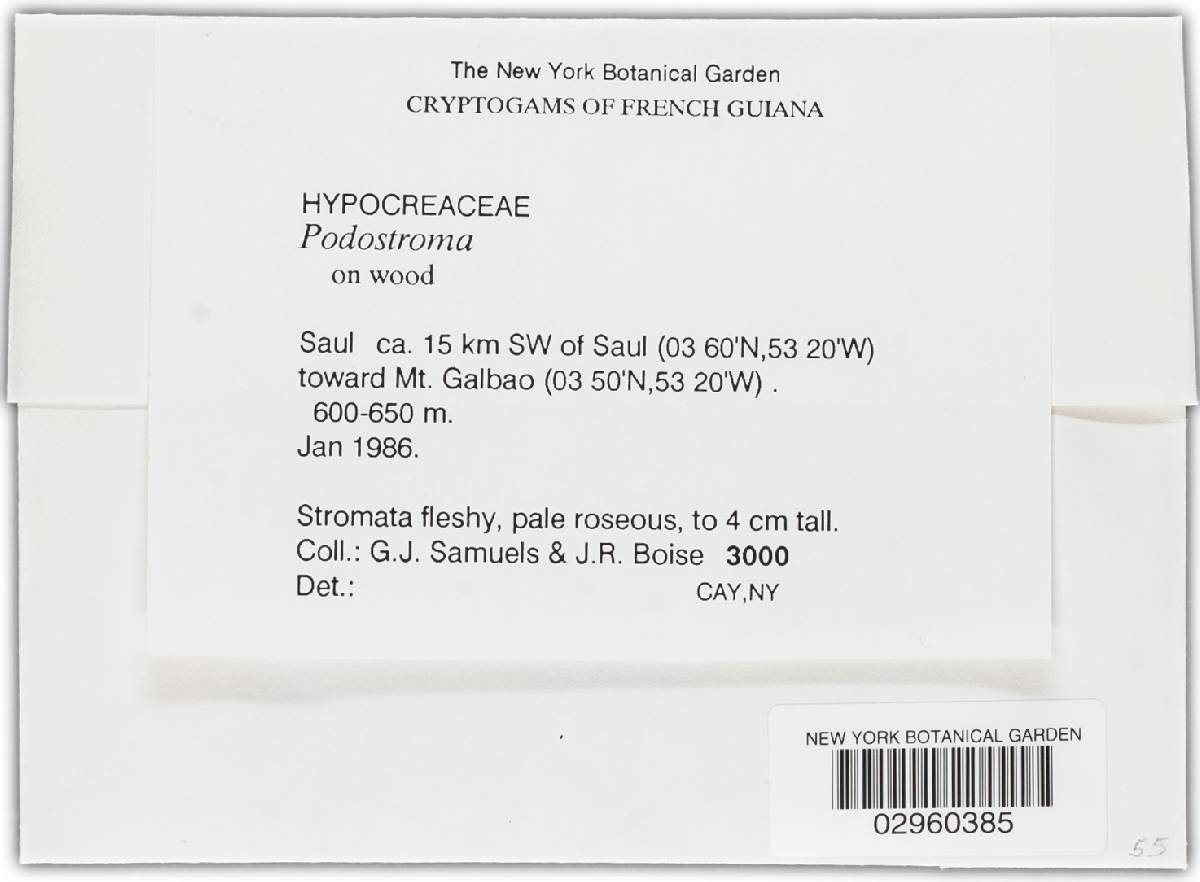 The New York Botanical Garden
CRYPTOGAMS OF FRENCH GUIANA
HYPOCREACEAE
Podostroma
on wood
Saul ca. 15 km SW of Saul (03 60'N,53 20'W)
toward Mt. Galbao (03 50'N,53 20'W) .
600-650 m.
Jan 1986.
Stromata fleshy, pale roseous, to 4 cm tall.
Coll.: G.J. Samuels & J.R. Boise 3000
Det.: CAY,NY
NEW YORK BOTANICAL GARDEN
02960385
55